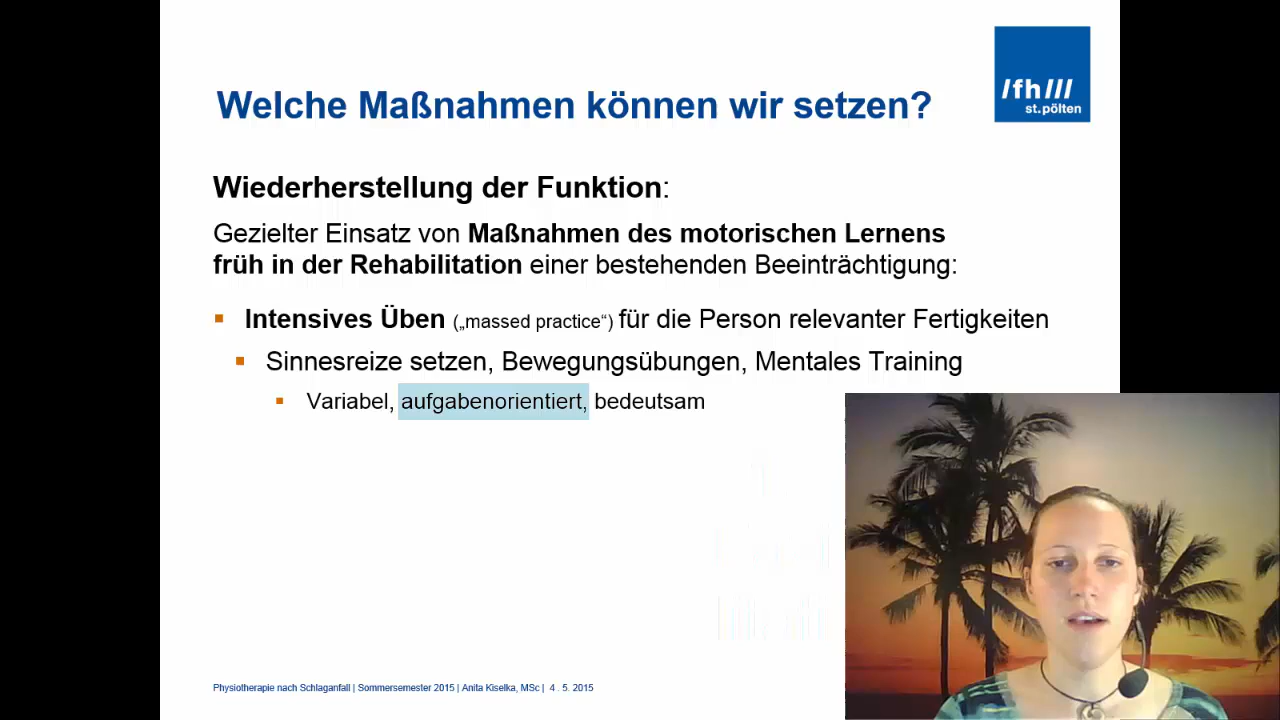 Welche Maßnahmen können wir setzen?
/fh///
st.pölten
Wiederherstellung der Funktion:
Gezielter Einsatz von Maßnahmen des motorischen Lernens
früh in der Rehabilitation einer bestehenden Beeinträchtigung:
Intensives Üben („massed practice“) für die Person relevanter Fertigkeiten
Sinnesreize setzen, Bewegungsübungen, Mentales Training
Variabel, aufgabenorientiert, bedeutsam
Physiotherapie nach Schlaganfall | Sommersemester 2015 | Anita Kiselka, MSc | 4 . 5. 2015